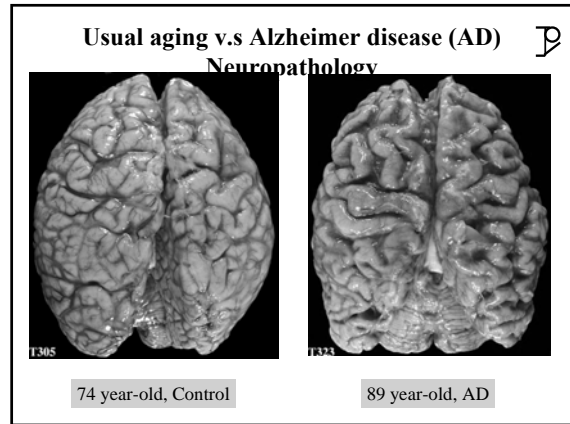 Usual aging v.s Alzheimer disease (AD)
Neuropathology
T305
T323
74 year-old, Control
89 year-old, AD